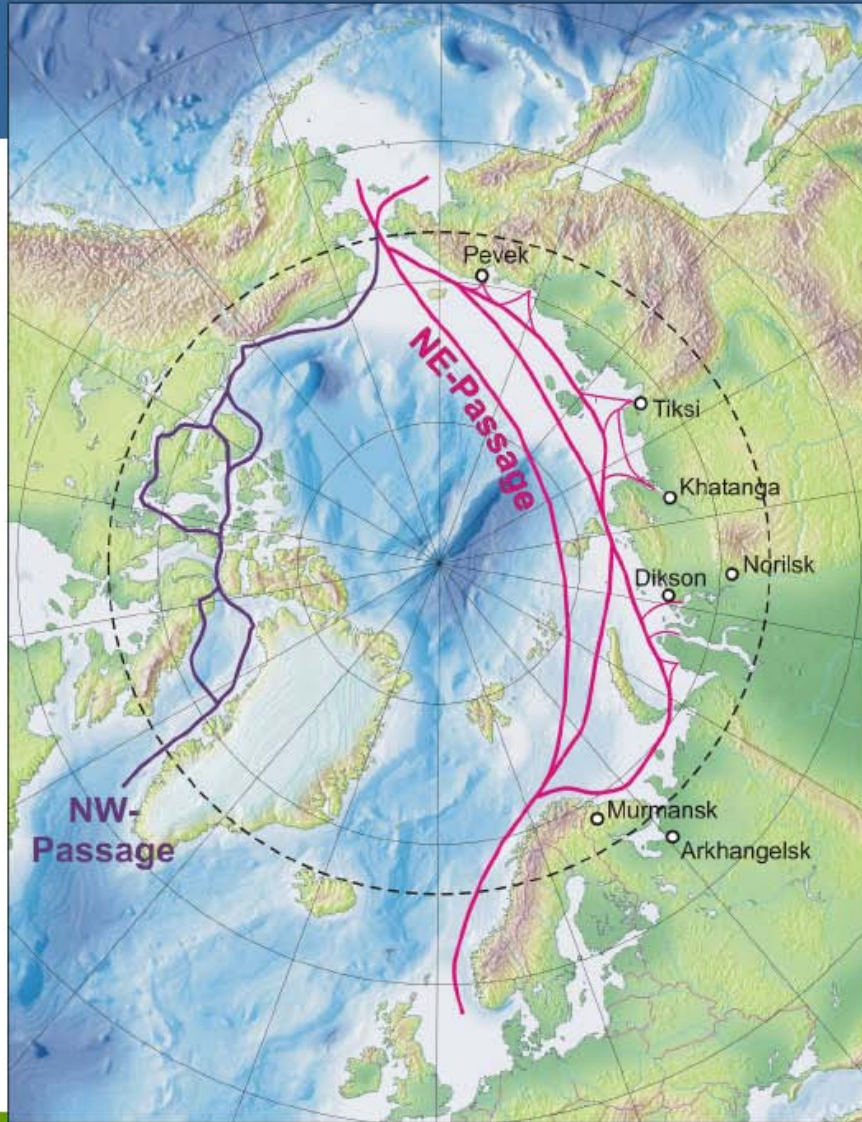 Pevek
NE-Passage
Tiksi
Khatanga
Norilsk
Dikson
NW-
Passage
Murmansk
Arkhangelsk